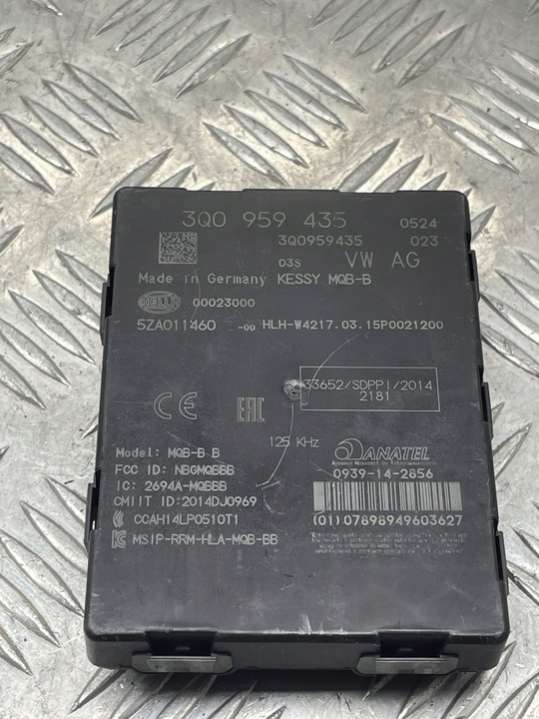 3Q0 959 435 0524
3Q0959435 023
03S VW AG
Made in Germany KESSY MQB-B
HELLA 00023000
5ZA011460 -00 HLH-W4217.03.15P0021200
33652/SDPPI/2014
2181
CE EAC
125 KHz
ANATEL
Model: MQB-B B
FCC ID: NBGMQBBB
0939-14-2856
IC: 2694A-MQBBB
CMIIT ID:2014DJ0969
CCAH14LP0510T1
(01)07898949603627
MSIP-RRM-HLA-MQB-BB